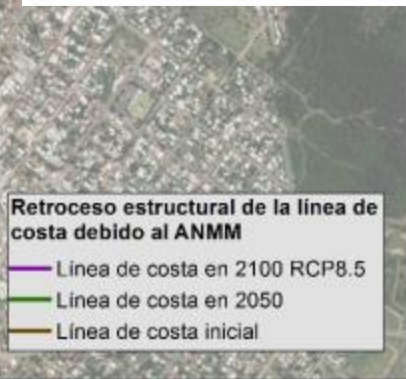 Retroceso estructural de la línea de
costa debido al ANMM
Línea de costa en 2100 RCP8.5
Línea de costa en 2050
Línea de costa inicial